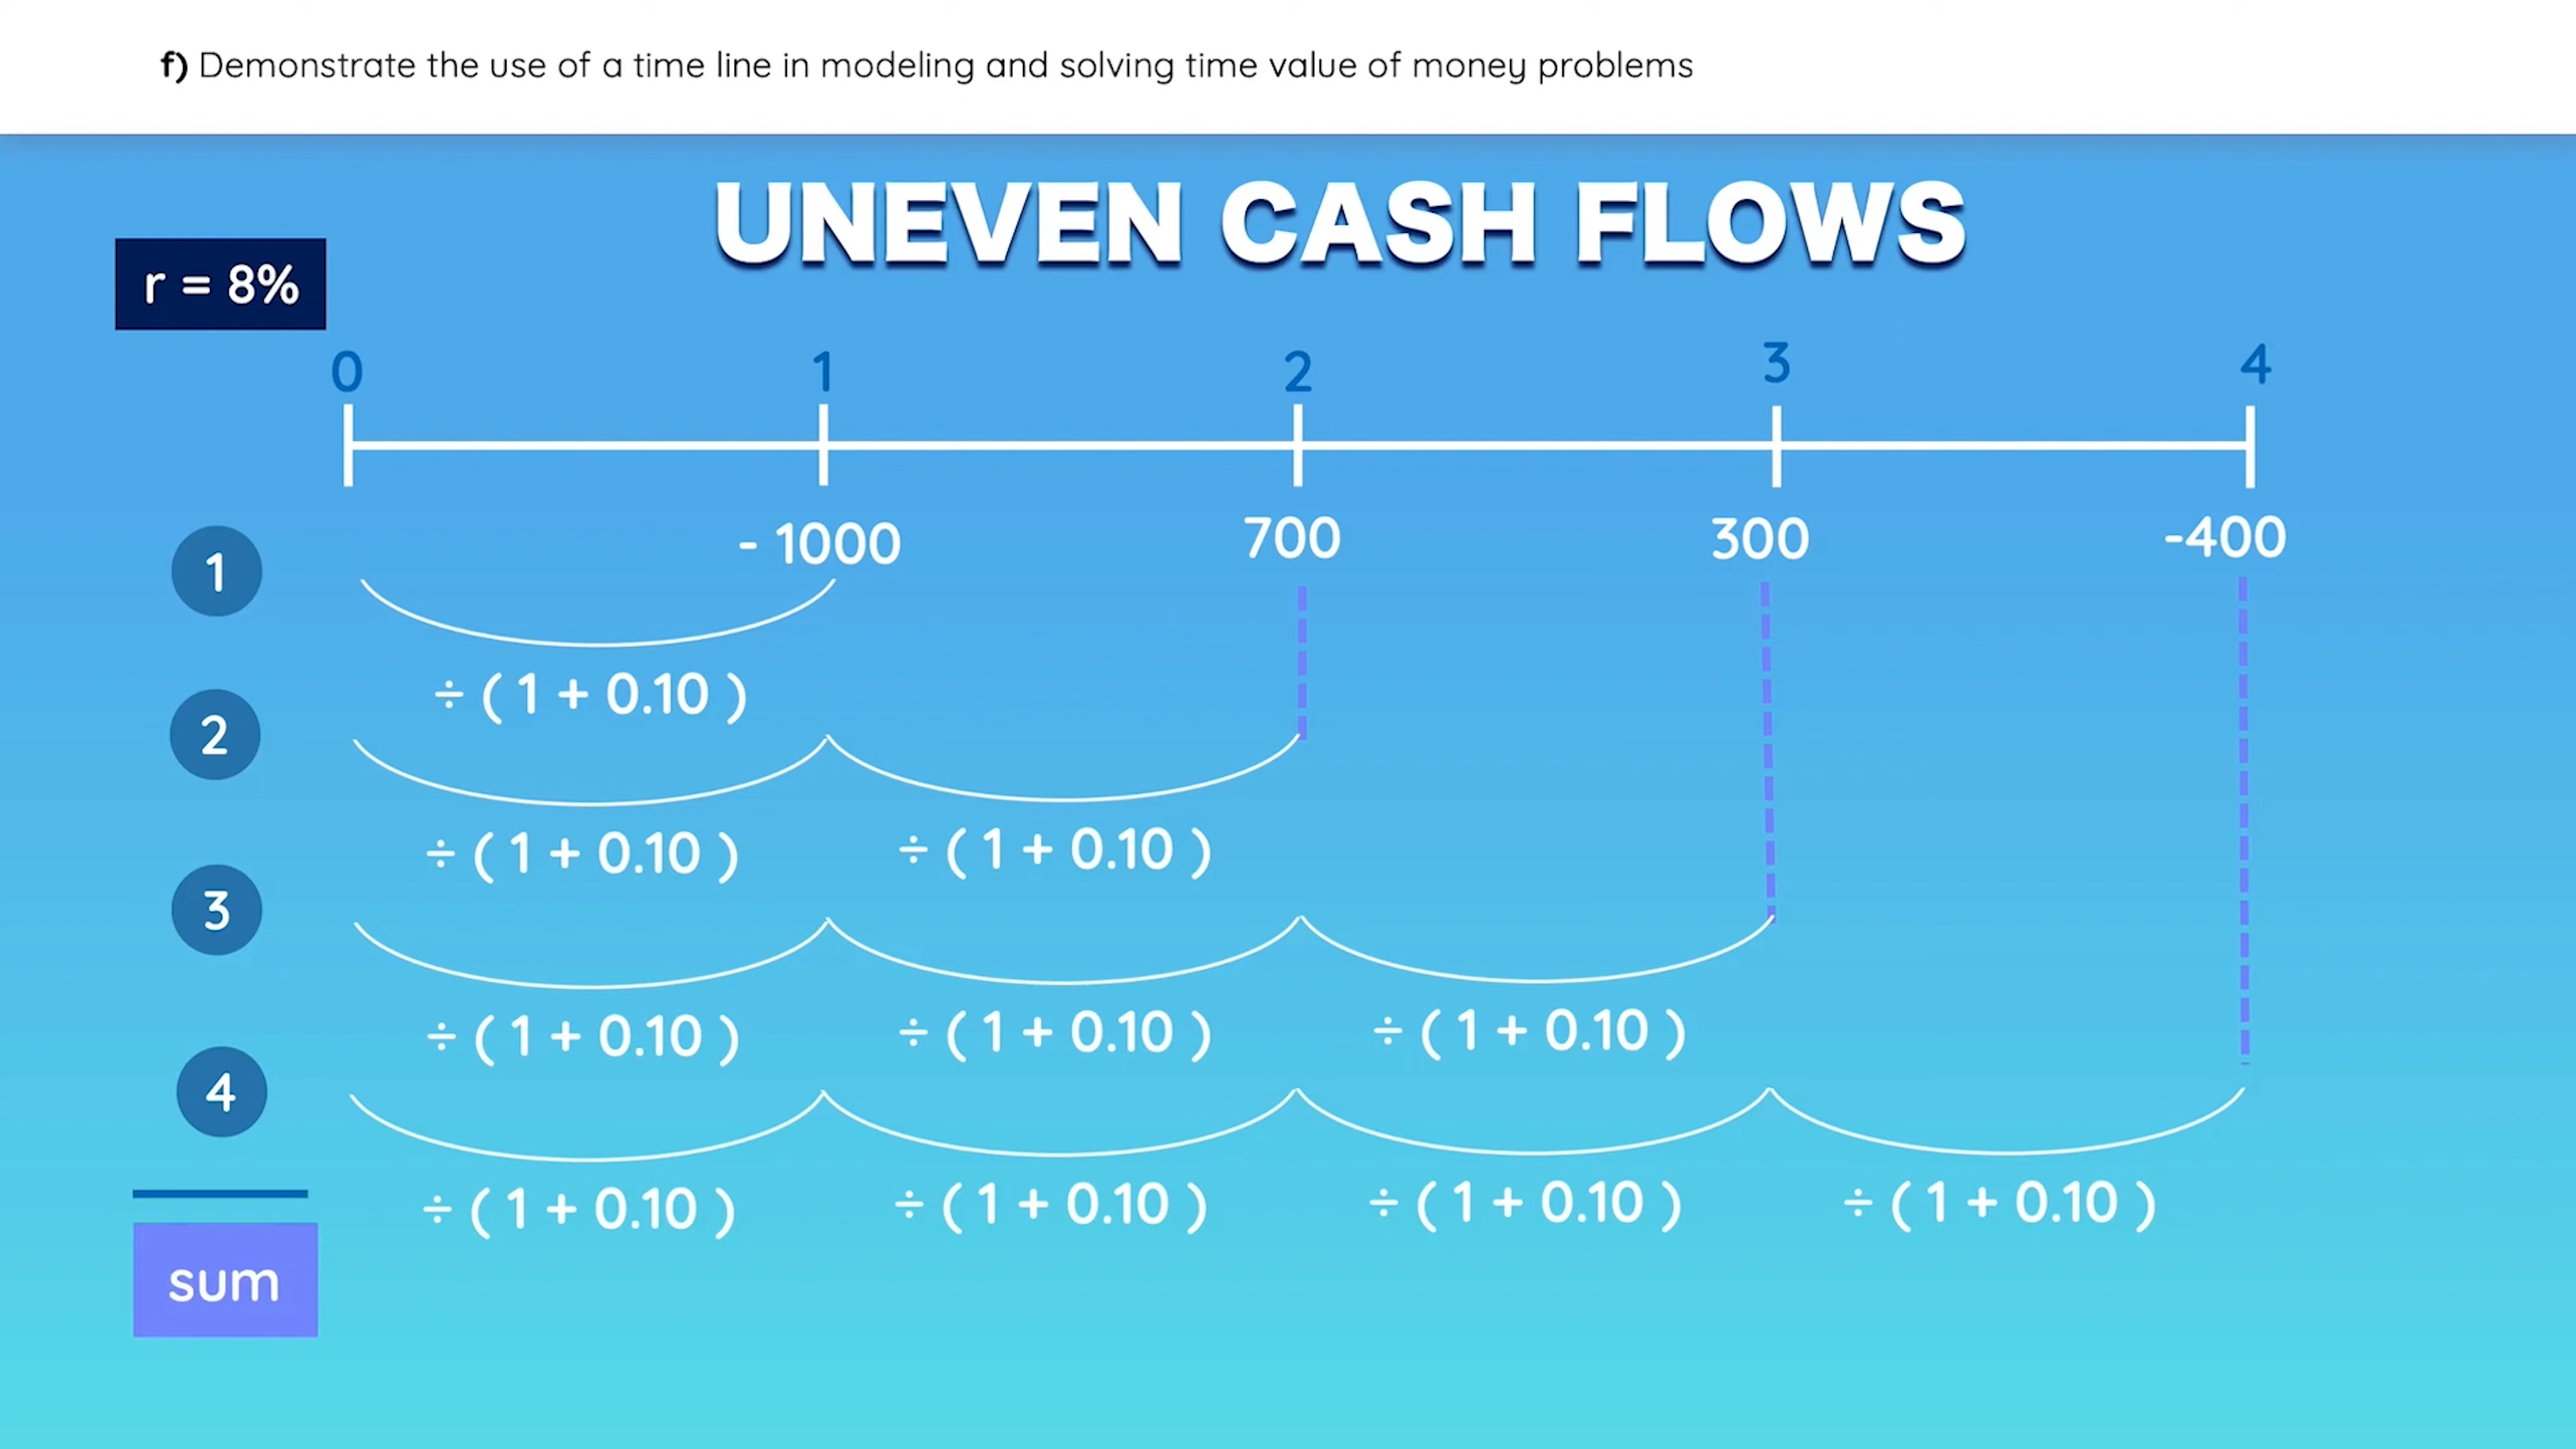 f) Demonstrate the use of a time line in modeling and solving time value of money problems
UNEVEN CASH FLOWS
r = 8%
0 1 2 3 4
- 1000 700 300 -400
1
÷ ( 1 + 0.10 )
2
÷ ( 1 + 0.10 ) ÷ ( 1 + 0.10 )
3
÷ ( 1 + 0.10 ) ÷ ( 1 + 0.10 ) ÷ ( 1 + 0.10 )
4
÷ ( 1 + 0.10 ) ÷ ( 1 + 0.10 ) ÷ ( 1 + 0.10 ) ÷ ( 1 + 0.10 )
sum